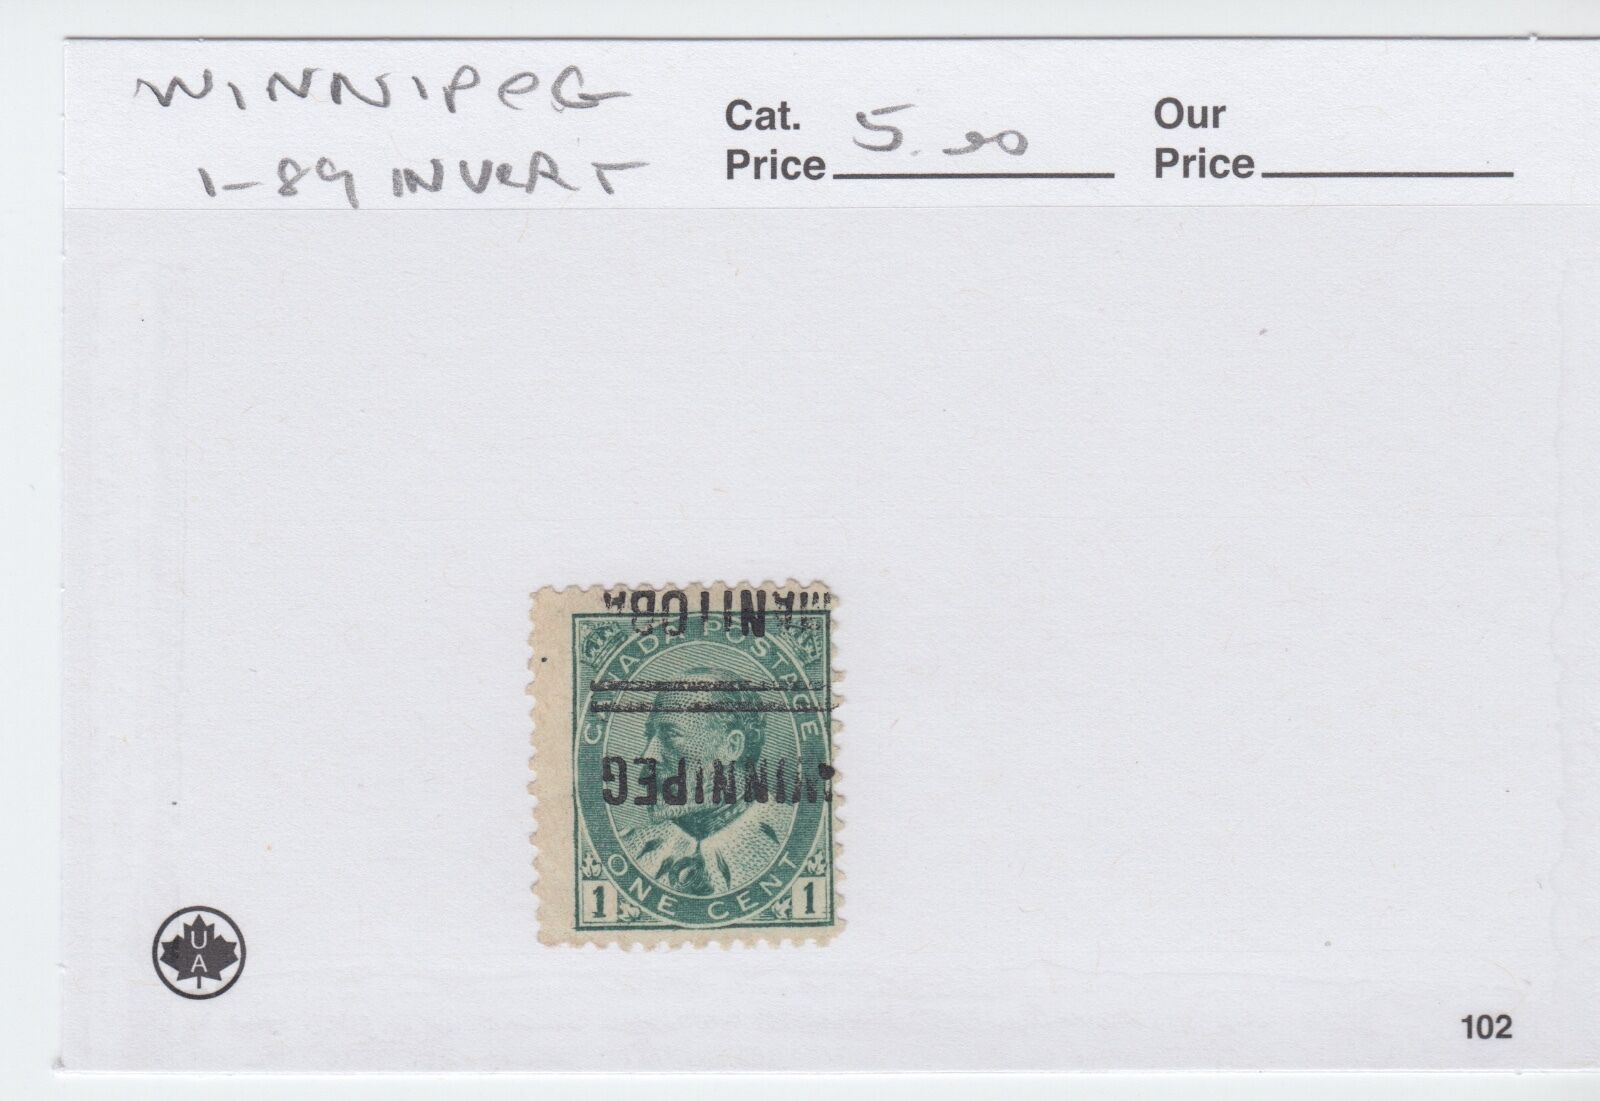 WINNIPEG
1-89 INVERT
Cat.
Price 5.00
Our
Price
MANITOBA
CANADA POSTAGE
WINNIPEG
ONE CENT
1 1
U
A
102